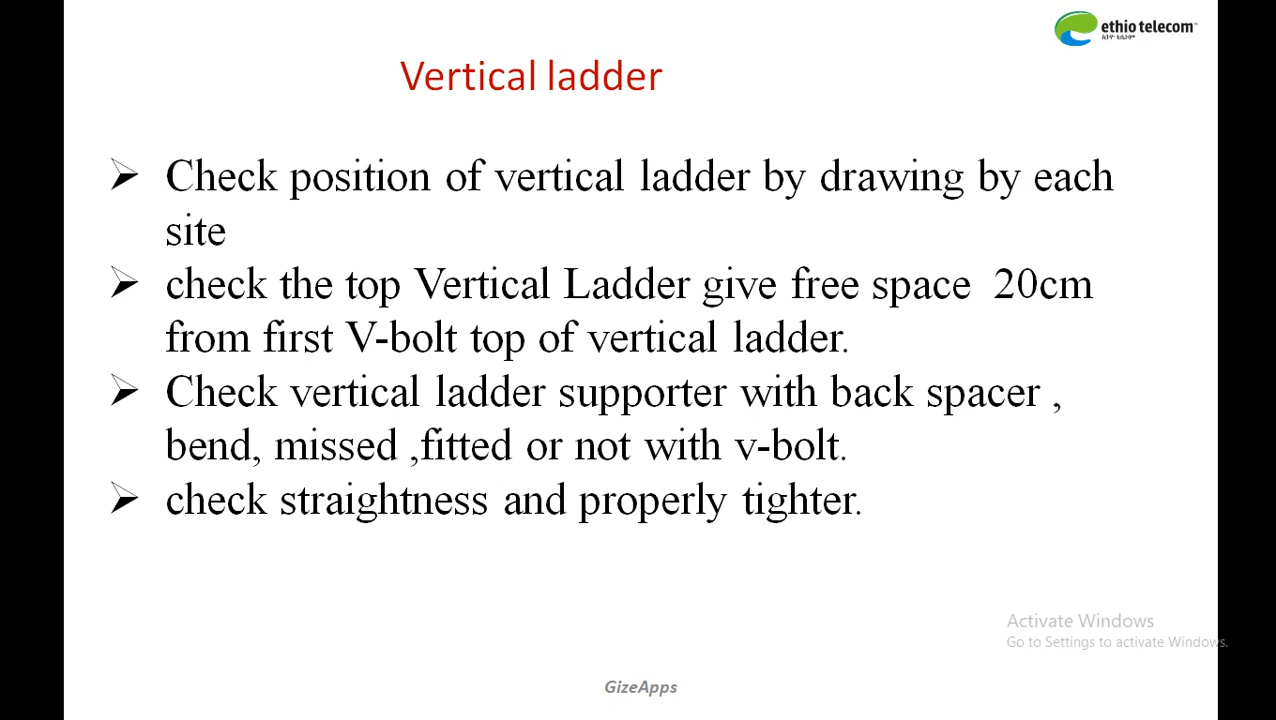 ethio telecom™
ኢትዮ ቴሌኮም
Vertical ladder
➢ Check position of vertical ladder by drawing by each
site
➢ check the top Vertical Ladder give free space 20cm
from first V-bolt top of vertical ladder.
➢ Check vertical ladder supporter with back spacer ,
bend, missed ,fitted or not with v-bolt.
➢ check straightness and properly tighter.
Activate Windows
Go to Settings to activate Windows.
GizeApps